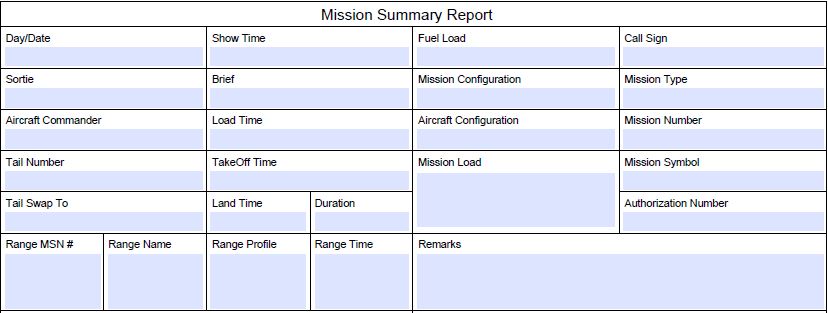 Mission Summary Report
Day/Date Show Time Fuel Load Call Sign
Sortie Brief Mission Configuration Mission Type
Aircraft Commander Load Time Aircraft Configuration Mission Number
Tail Number TakeOff Time Mission Load Mission Symbol
Tail Swap To Land Time Duration Authorization Number
Range MSN # Range Name Range Profile Range Time Remarks